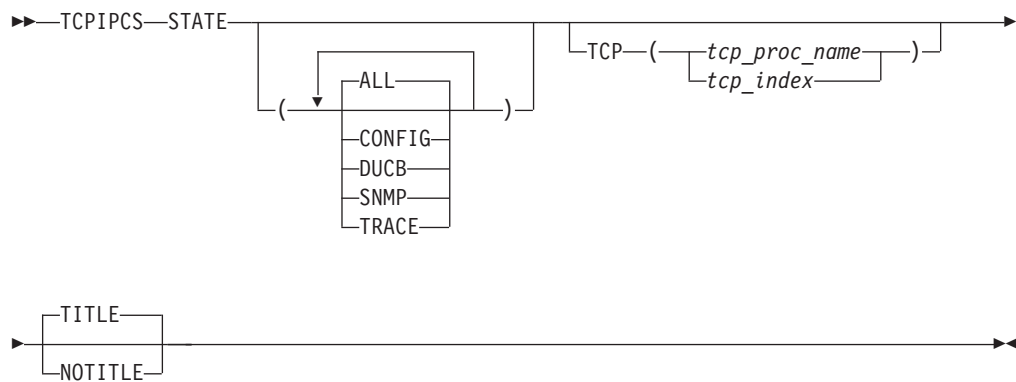 TCPIPCS STATE
( ALL )
CONFIG
DUCB
SNMP
TRACE
TCP ( tcp_proc_name )
tcp_index
TITLE
NOTITLE